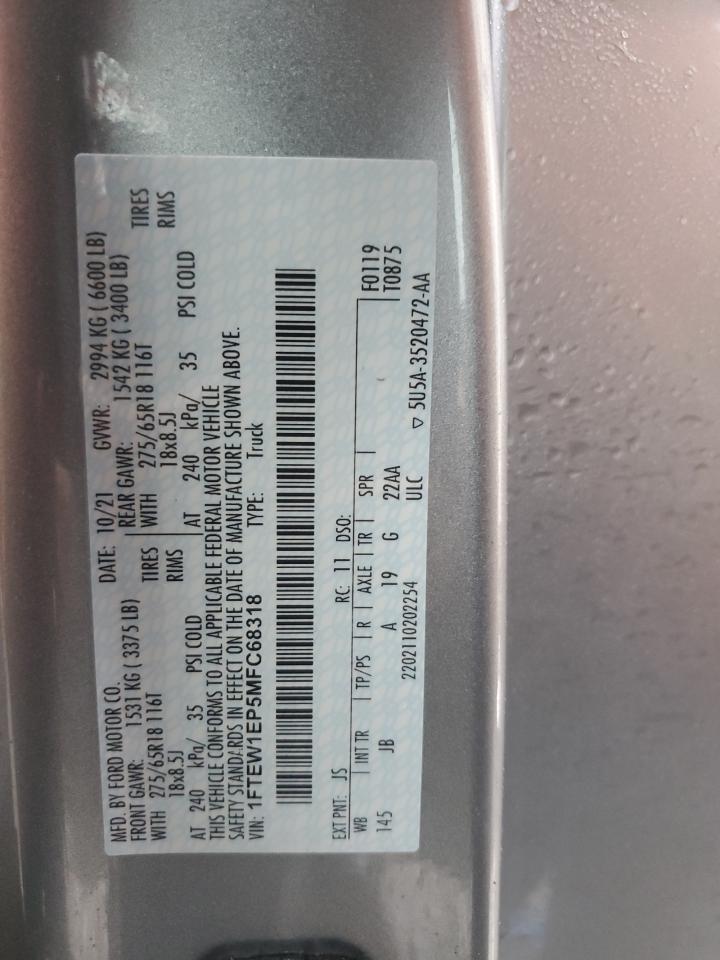 MFD. BY FORD MOTOR CO. DATE: 10/21 GVWR: 2994 KG ( 6600 LB)
FRONT GAWR: 1531 KG ( 3375 LB) REAR GAWR: 1542 KG ( 3400 LB)
WITH 275/65R18 116T TIRES WITH 275/65R18 116T TIRES
18x8.5J RIMS 18x8.5J RIMS
AT 240 kPa/ 35 PSI COLD AT 240 kPa/ 35 PSI COLD
THIS VEHICLE CONFORMS TO ALL APPLICABLE FEDERAL MOTOR VEHICLE
SAFETY STANDARDS IN EFFECT ON THE DATE OF MANUFACTURE SHOWN ABOVE.
VIN: 1FTEW1EP5MFC68318 TYPE: Truck
EXT PNT: JS RC: 11 DSO:
WB INT TR TP/PS R AXLE TR SPR F0119
T0875
145 JB A 19 G 22AA
2202110202254 ULC ▽ 5U5A-3520472-AA